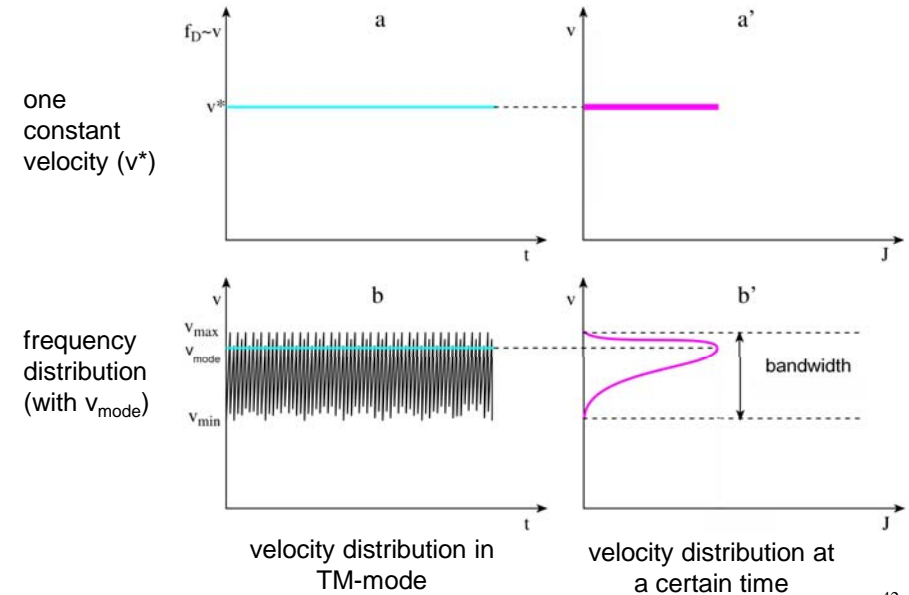 a
a'
f_D~v
v
one
constant
velocity (v*)
v*
t
J
b
b'
v
v
frequency
distribution
(with v_mode)
v_max
v_mode
v_min
bandwidth
t
J
velocity distribution in
TM-mode
velocity distribution at
a certain time